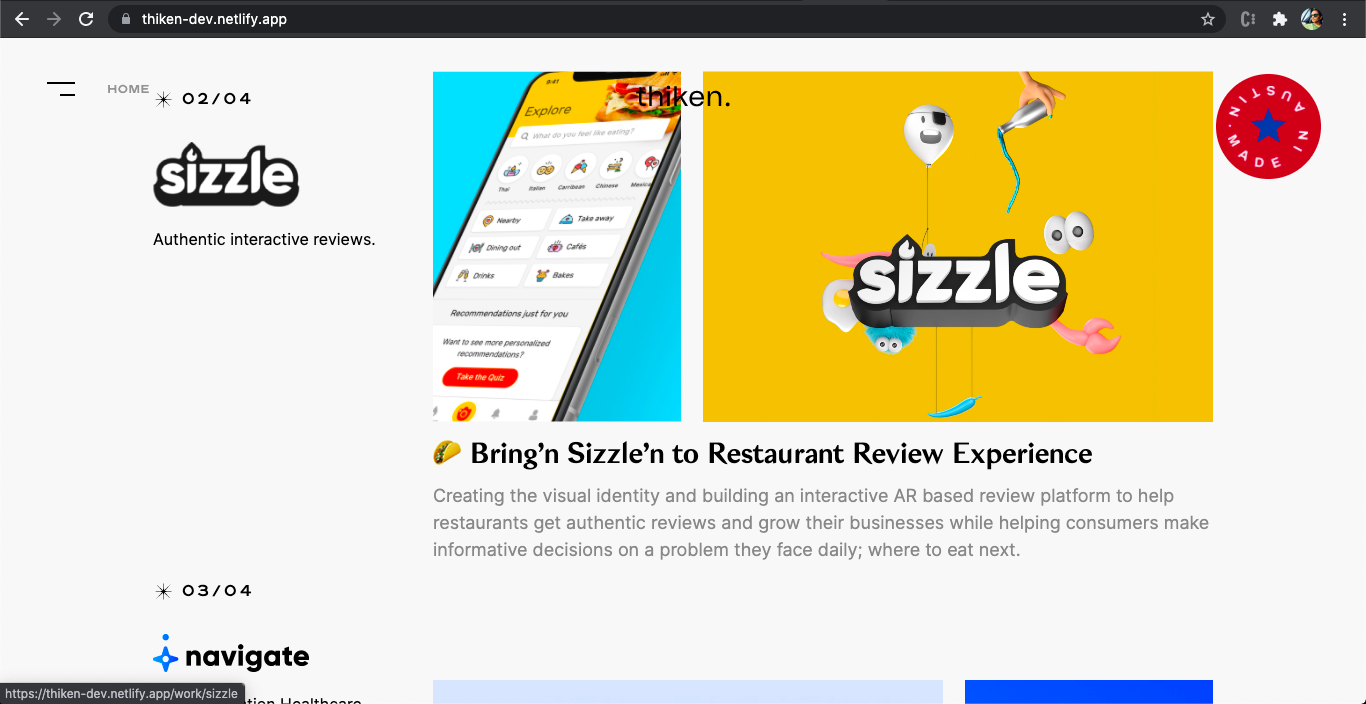 thiken-dev.netlify.app
HOME
02/04
thiken.
MADE IN AUSTIN.
sizzle
Authentic interactive reviews.
9:41
Explore
What do you feel like eating?
Thai
Italian
Carribean
Chinese
Nearby
Take away
Dining out
Cafés
Drinks
Bakes
Recommendations just for you
Want to see more personalized
recommendations?
Take the Quiz
sizzle
🌮 Bring’n Sizzle’n to Restaurant Review Experience
Creating the visual identity and building an interactive AR based review platform to help
restaurants get authentic reviews and grow their businesses while helping consumers make
informative decisions on a problem they face daily; where to eat next.
03/04
navigate
https://thiken-dev.netlify.app/work/sizzle
Healthcare